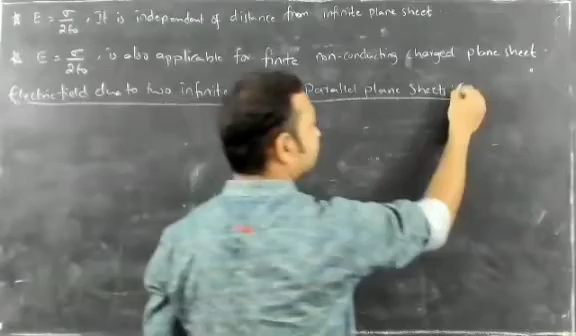 * E = σ/2ε₀, It is independent of distance from infinite plane sheet.
* E = σ/2ε₀, is also applicable for finite non-conducting charged plane sheet.
Electric field due to two infinite Parallel plane sheets: